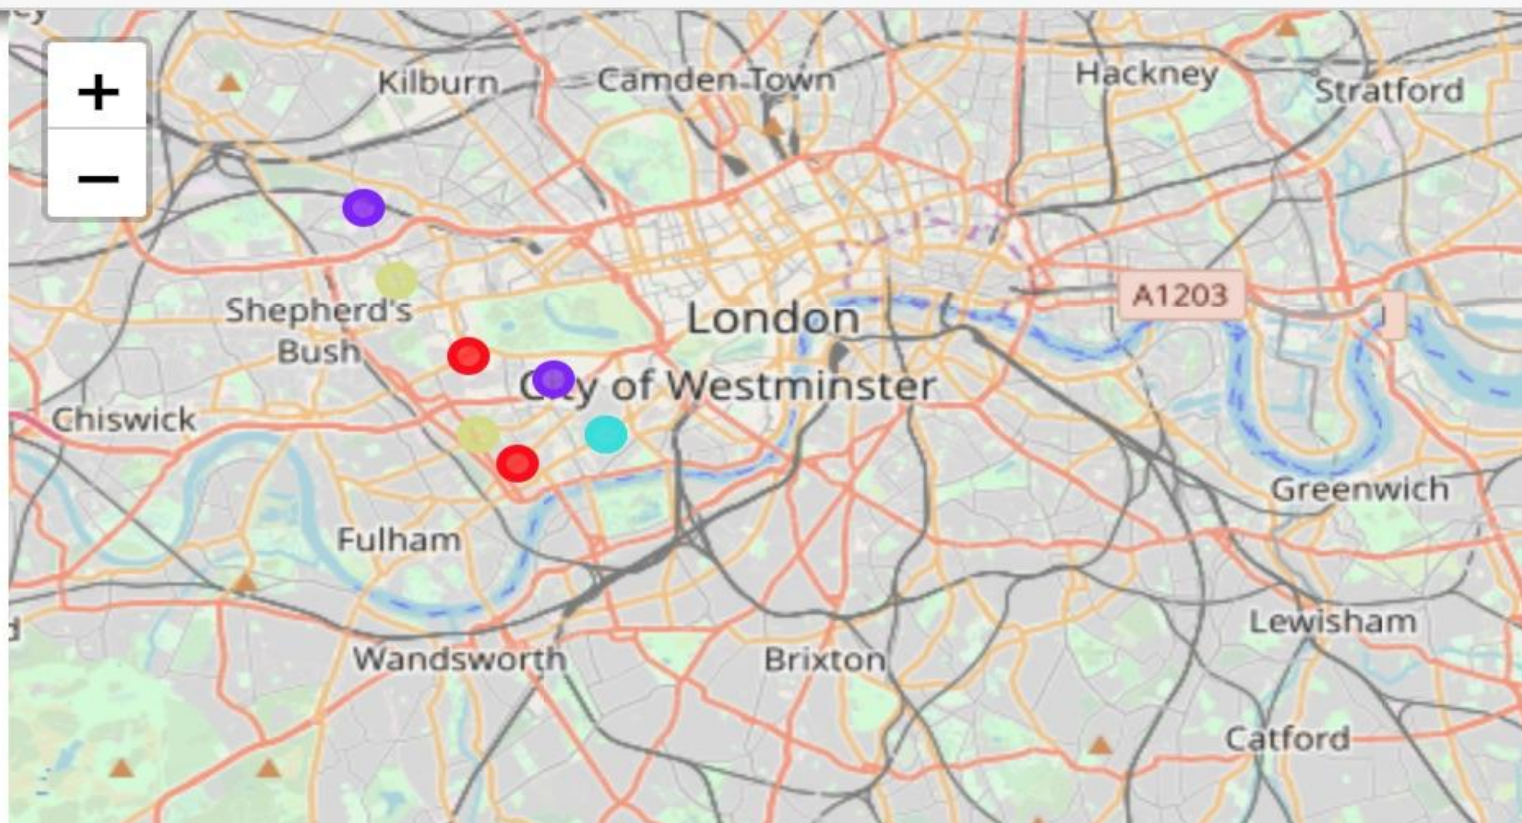 +
Kilburn
Camden Town
Hackney
Stratford
−
Shepherd's
Bush
London
A1203
City of Westminster
Chiswick
Greenwich
Fulham
Lewisham
Wandsworth
Brixton
Catford